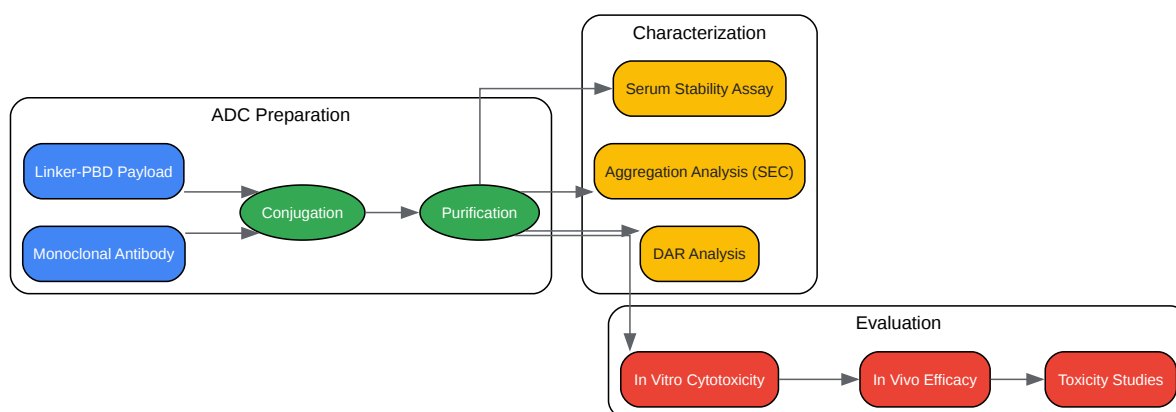 ADC Preparation
Linker-PBD Payload
Monoclonal Antibody
Conjugation
Purification
Characterization
Serum Stability Assay
Aggregation Analysis (SEC)
DAR Analysis
Evaluation
In Vitro Cytotoxicity
In Vivo Efficacy
Toxicity Studies